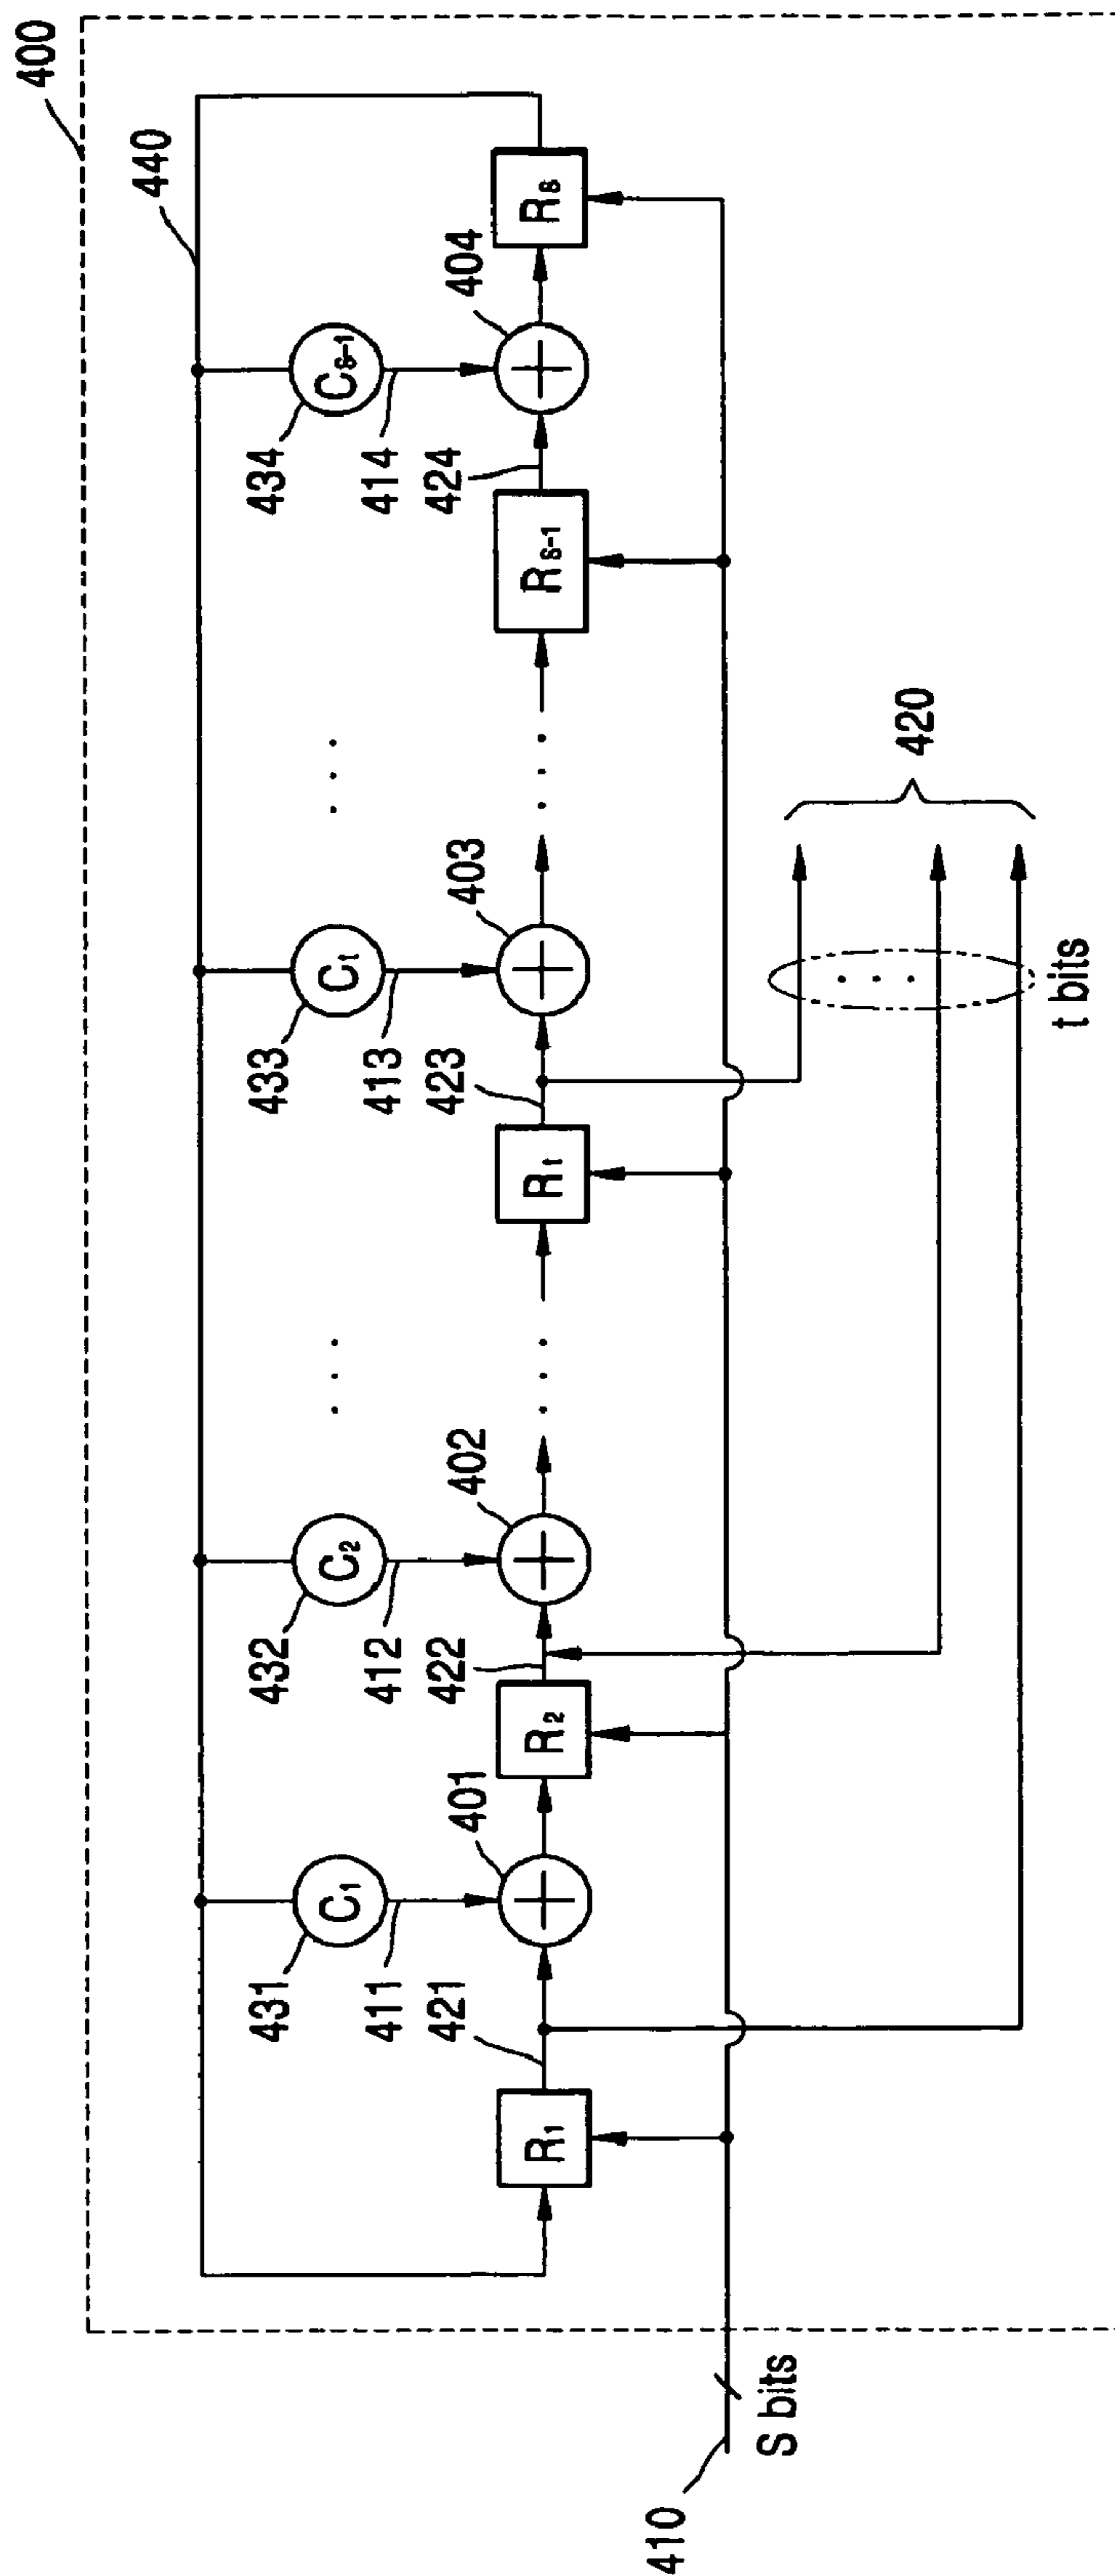 400
440
431
C₁
411
421
401
R₁
432
C₂
412
422
402
R₂
. . .
. . .
433
Cₜ
413
423
403
Rₜ
. . .
. . .
434
Cₛ₋₁
414
424
404
Rₛ₋₁
Rₛ
410
S bits
. . .
t bits
420